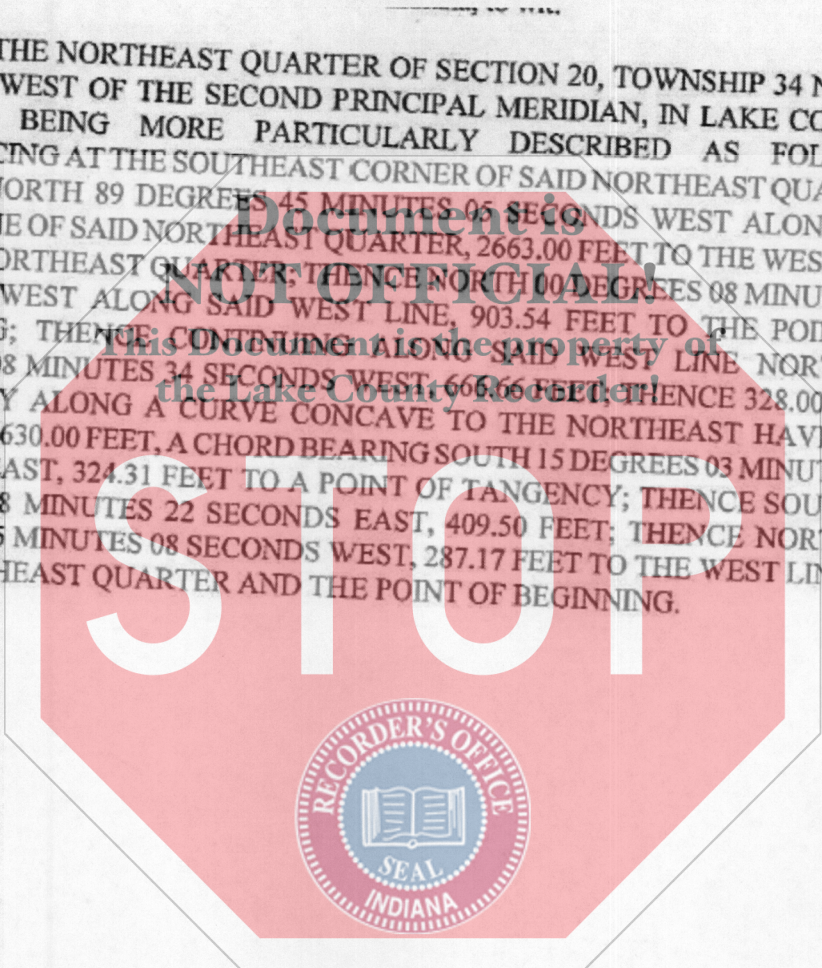 THE NORTHEAST QUARTER OF SECTION 20, TOWNSHIP 34 N
WEST OF THE SECOND PRINCIPAL MERIDIAN, IN LAKE CO
BEING MORE PARTICULARLY DESCRIBED AS FOL
CING AT THE SOUTHEAST CORNER OF SAID NORTHEAST QUA
ORTH 89 DEGREES 45 MINUTES 05 SECONDS WEST ALON
NE OF SAID NORTHEAST QUARTER, 2663.00 FEET TO THE WES
ORTHEAST QUARTER; THENCE NORTH 00 DEGREES 08 MINU
WEST ALONG SAID WEST LINE, 903.54 FEET TO THE POI
G; THENCE CONTINUING ALONG SAID WEST LINE NOR
08 MINUTES 34 SECONDS WEST, 666.66 FEET; THENCE 328.00
Y ALONG A CURVE CONCAVE TO THE NORTHEAST HAVI
630.00 FEET, A CHORD BEARING SOUTH 15 DEGREES 03 MINUT
AST, 324.31 FEET TO A POINT OF TANGENCY; THENCE SOU
8 MINUTES 22 SECONDS EAST, 409.50 FEET; THENCE NOR
5 MINUTES 08 SECONDS WEST, 287.17 FEET TO THE WEST LIN
HEAST QUARTER AND THE POINT OF BEGINNING.
Document is
NOT OFFICIAL!
This Document is the property of
the Lake County Recorder!
STOP
RECORDER'S OFFICE
SEAL
INDIANA